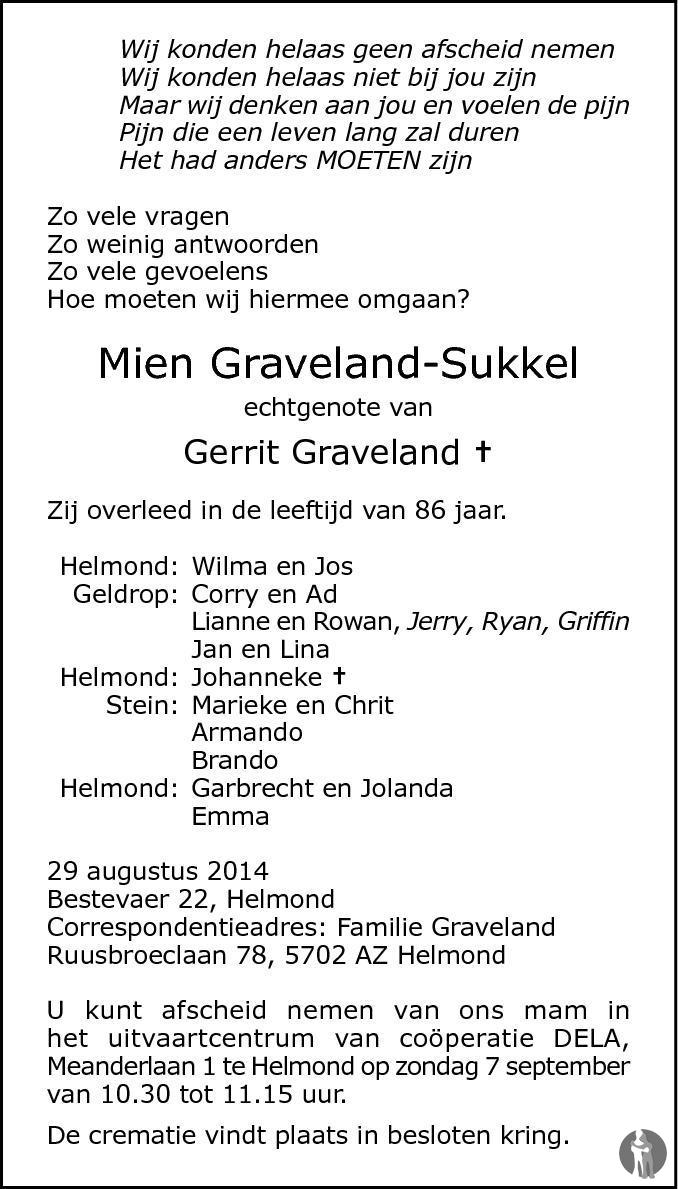 Wij konden helaas geen afscheid nemen
Wij konden helaas niet bij jou zijn
Maar wij denken aan jou en voelen de pijn
Pijn die een leven lang zal duren
Het had anders MOETEN zijn
Zo vele vragen
Zo weinig antwoorden
Zo vele gevoelens
Hoe moeten wij hiermee omgaan?
Mien Graveland-Sukkel
echtgenote van
Gerrit Graveland ✝
Zij overleed in de leeftijd van 86 jaar.
Helmond: Wilma en Jos
Geldrop: Corry en Ad
Lianne en Rowan, Jerry, Ryan, Griffin
Jan en Lina
Helmond: Johanneke ✝
Stein: Marieke en Chrit
Armando
Brando
Helmond: Garbrecht en Jolanda
Emma
29 augustus 2014
Bestevaer 22, Helmond
Correspondentieadres: Familie Graveland
Ruusbroeclaan 78, 5702 AZ Helmond
U kunt afscheid nemen van ons mam in
het uitvaartcentrum van coöperatie DELA,
Meanderlaan 1 te Helmond op zondag 7 september
van 10.30 tot 11.15 uur.
De crematie vindt plaats in besloten kring.